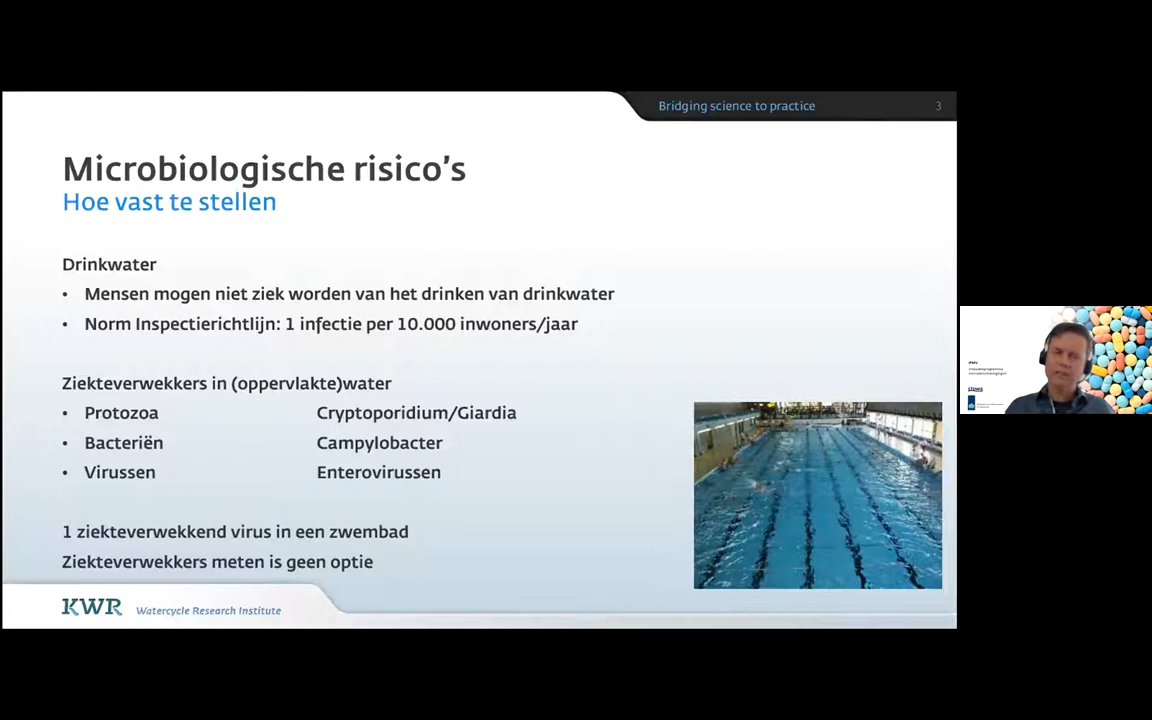 Bridging science to practice 3
Microbiologische risico's
Hoe vast te stellen
Drinkwater
• Mensen mogen niet ziek worden van het drinken van drinkwater
• Norm Inspectierichtlijn: 1 infectie per 10.000 inwoners/jaar
Ziekteverwekkers in (oppervlakte)water
• Protozoa Cryptoporidium/Giardia
• Bacteriën Campylobacter
• Virussen Enterovirussen
1 ziekteverwekkend virus in een zwembad
Ziekteverwekkers meten is geen optie
KWR Watercycle Research Institute
stowa